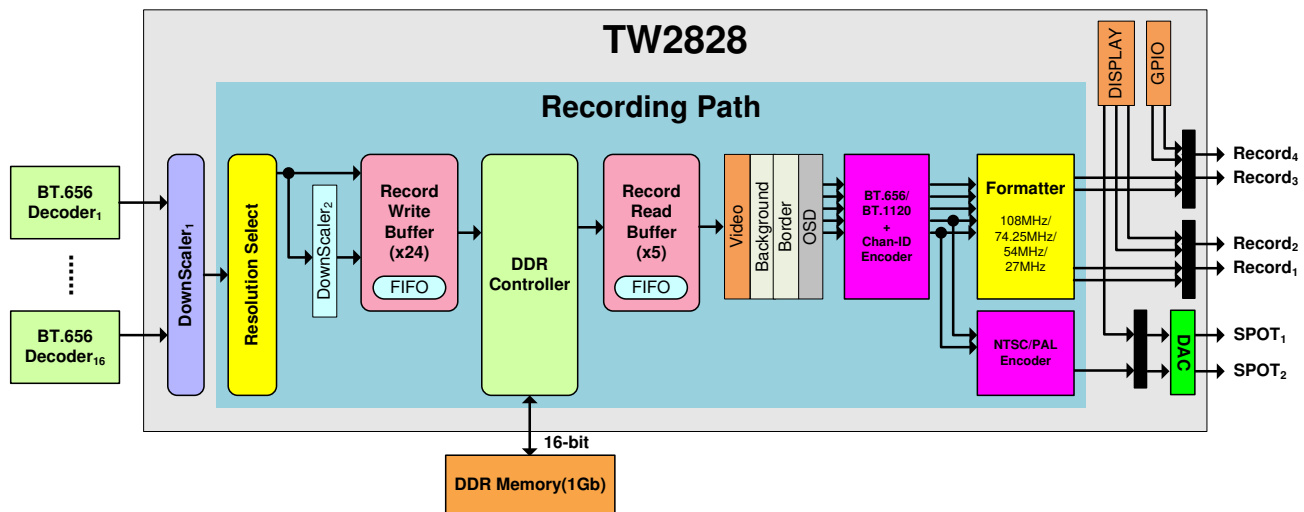 TW2828
Recording Path
BT.656
Decoder₁
......
BT.656
Decoder₁₆
DownScaler₁
Resolution Select
DownScaler₂
Record
Write
Buffer
(x24)
FIFO
DDR
Controller
16-bit
DDR Memory(1Gb)
Record
Read
Buffer
(x5)
FIFO
Video
Background
Border
OSD
BT.656/
BT.1120
+
Chan-ID
Encoder
Formatter
108MHz/
74.25MHz/
54MHz/
27MHz
NTSC/PAL
Encoder
DISPLAY
GPIO
DAC
Record₄
Record₃
Record₂
Record₁
SPOT₁
SPOT₂